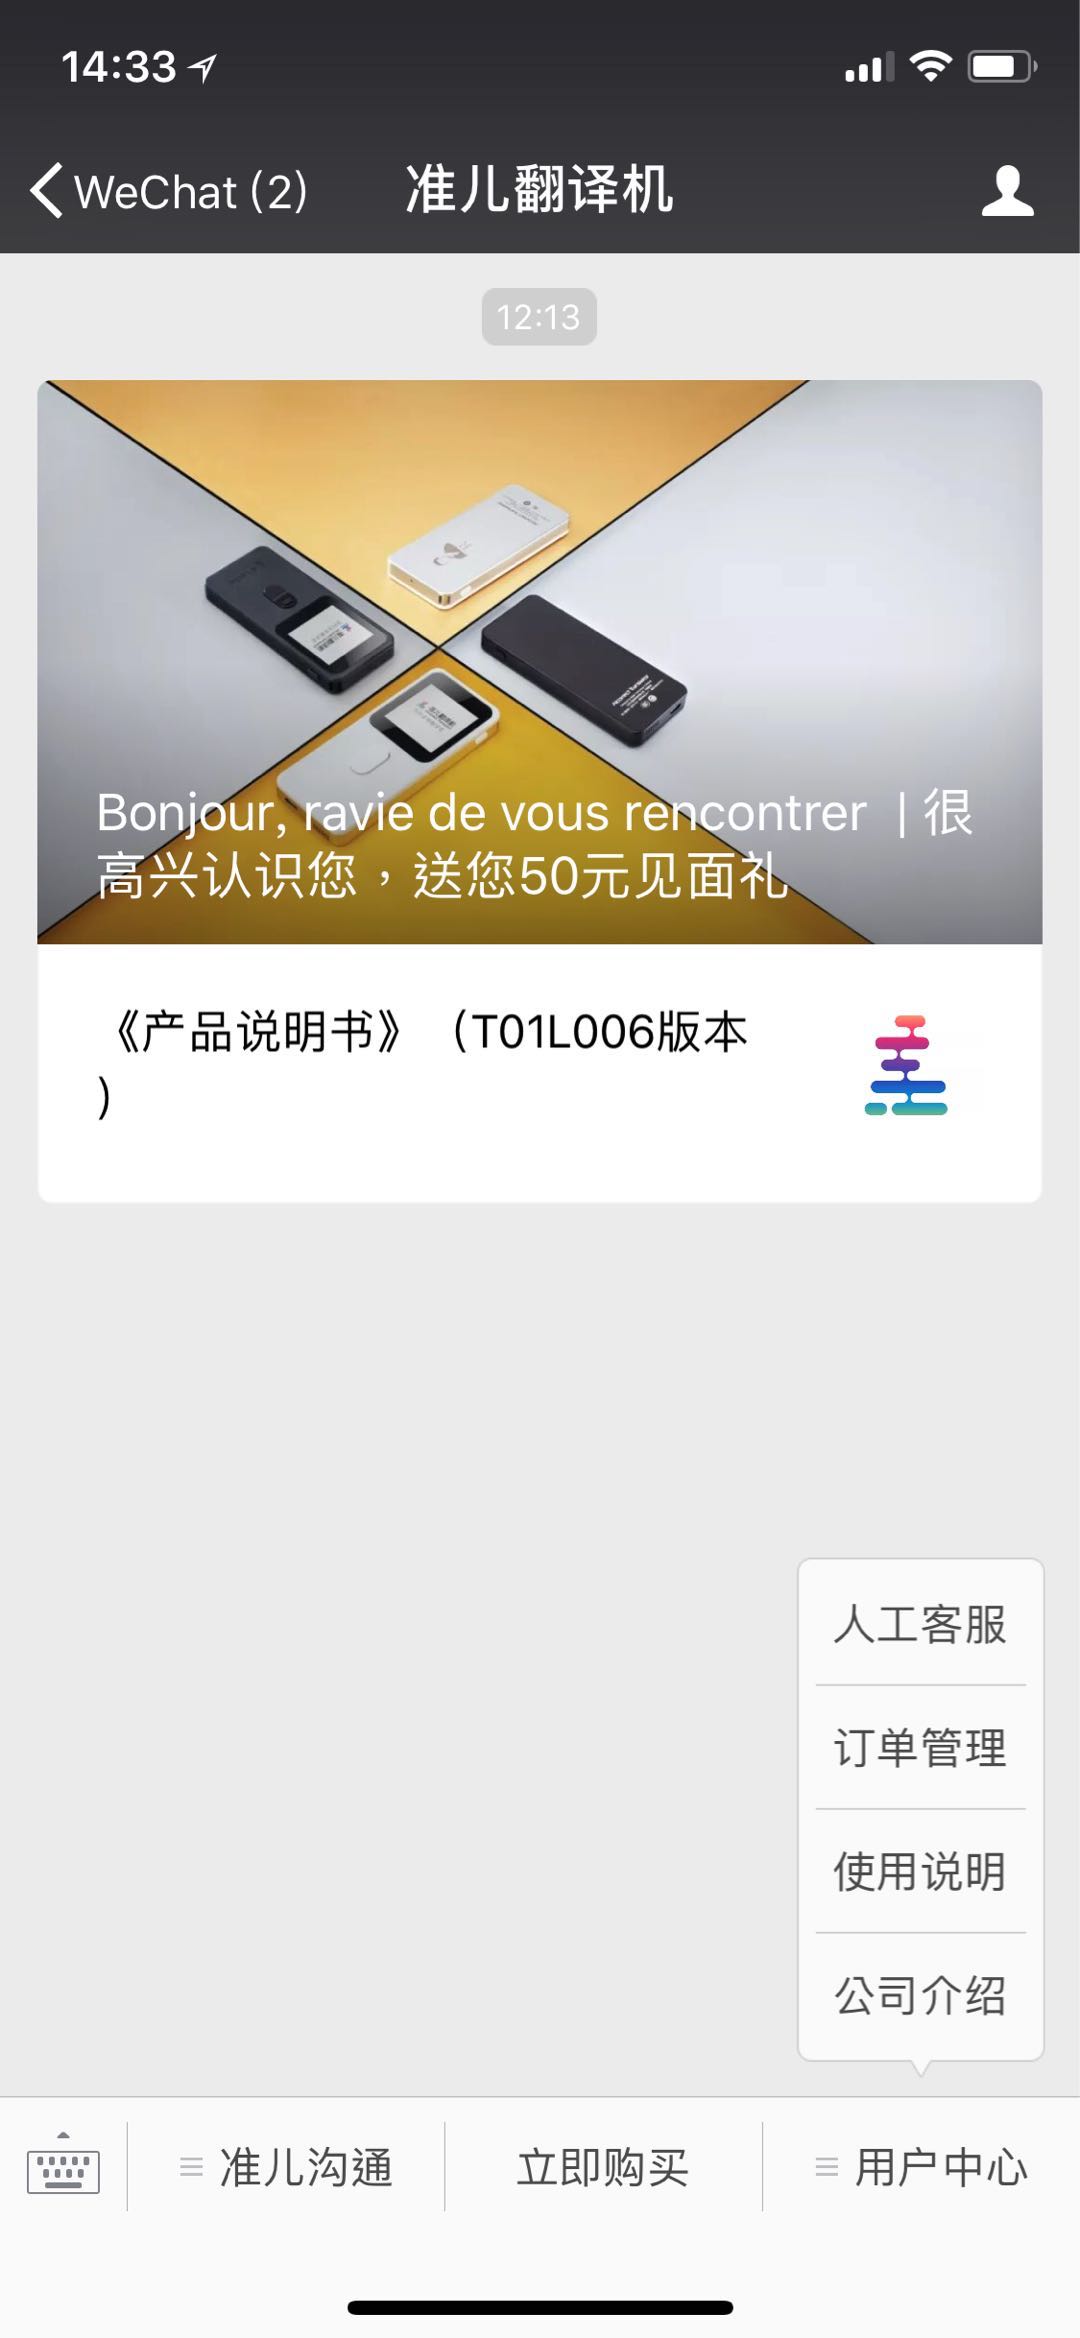 14:33
WeChat (2)
准儿翻译机
12:13
Bonjour, ravie de vous rencontrer ｜很
高兴认识您，送您50元见面礼
《产品说明书》（T01L006版本
）
人工客服
订单管理
使用说明
公司介绍
准儿沟通
立即购买
用户中心